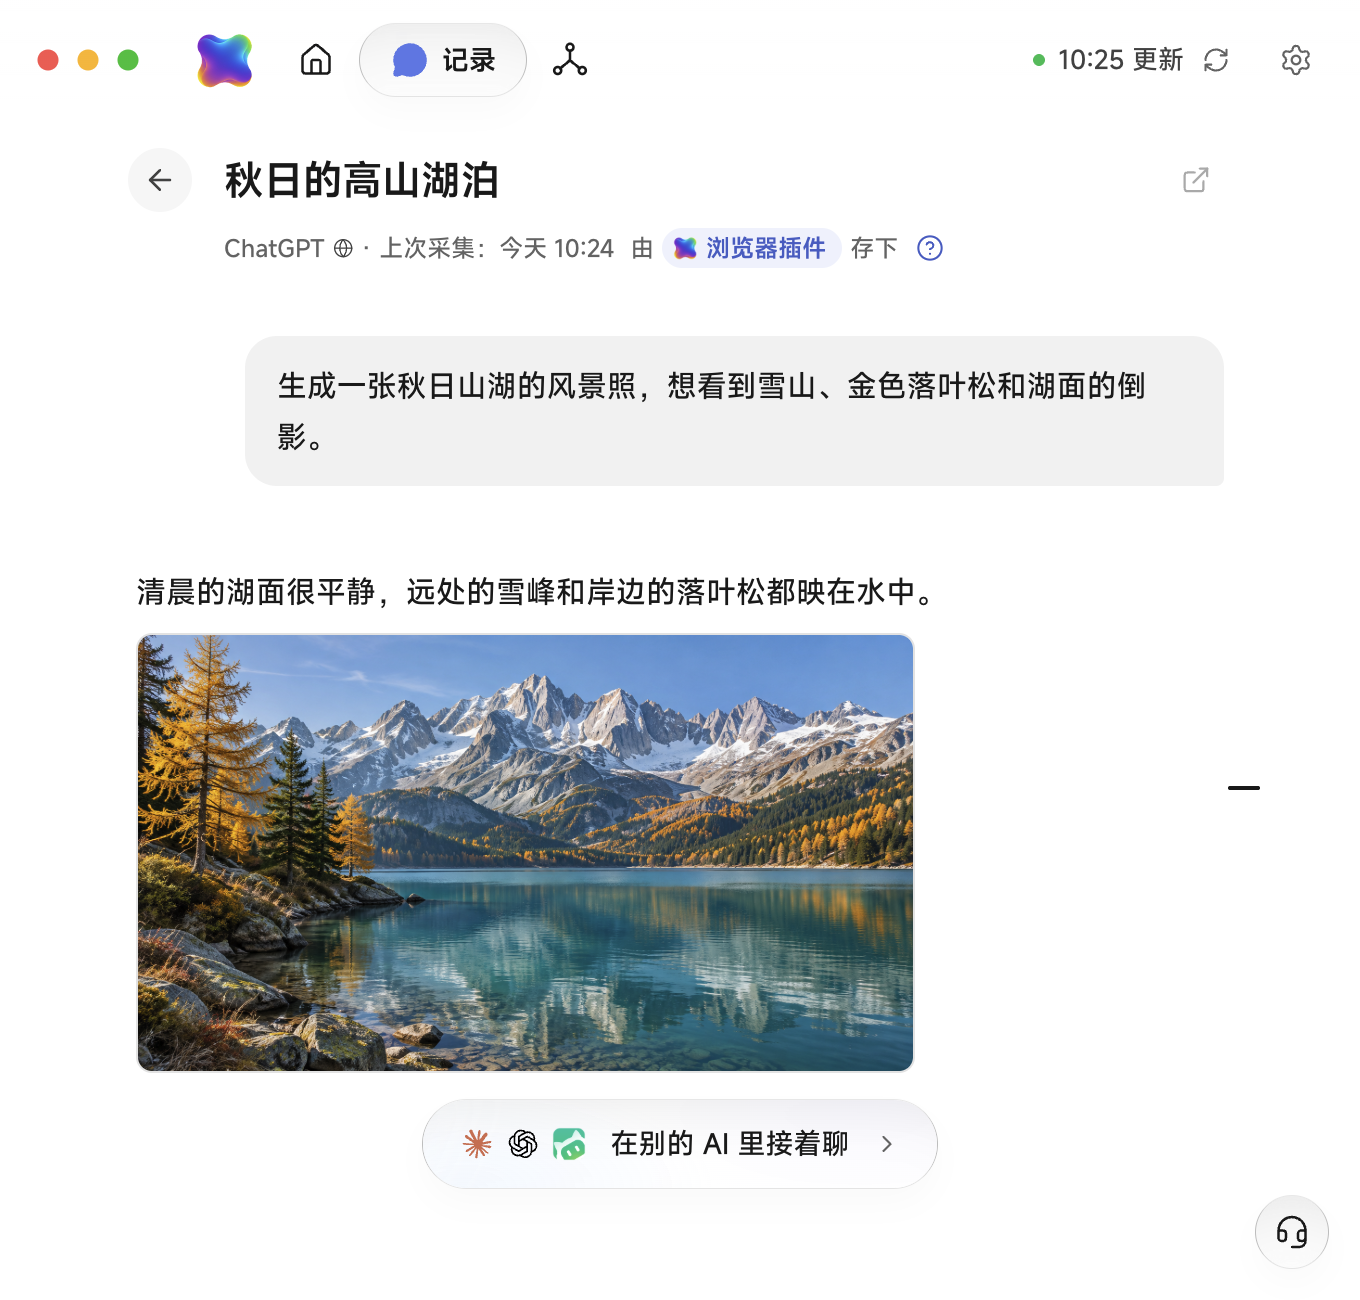 记录
10:25 更新
秋日的高山湖泊
ChatGPT · 上次采集：今天 10:24 由 浏览器插件 存下
生成一张秋日山湖的风景照，想看到雪山、金色落叶松和湖面的倒
影。
清晨的湖面很平静，远处的雪峰和岸边的落叶松都映在水中。
在别的 AI 里接着聊